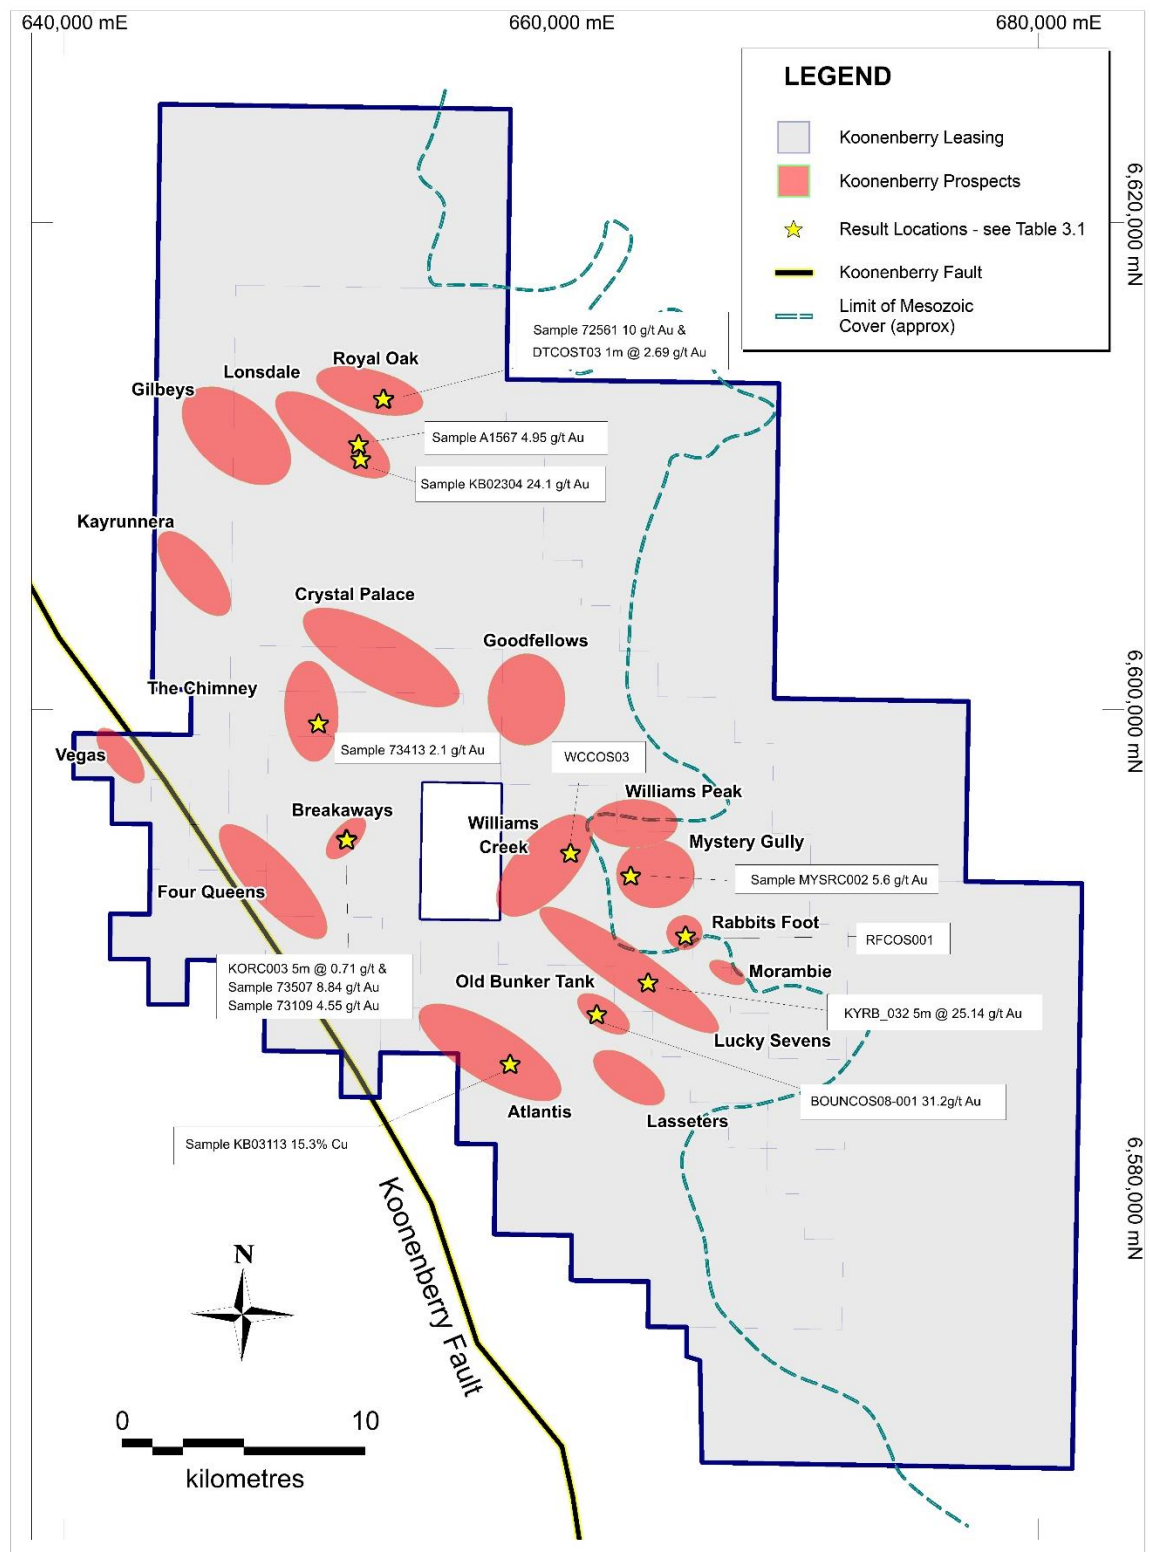 640,000 mE
660,000 mE
680,000 mE
LEGEND
Koonenberry Leasing
Koonenberry Prospects
Result Locations - see Table 3.1
Koonenberry Fault
Limit of Mesozoic
Cover (approx)
6,620,000 mN
Sample 72561 10 g/t Au &
DTCOST03 1m @ 2.69 g/t Au
Royal Oak
Lonsdale
Gilbeys
Sample A1567 4.95 g/t Au
Sample KB02304 24.1 g/t Au
Kayrunnera
Crystal Palace
Goodfellows
The Chimney
6,600,000 mN
Sample 73413 2.1 g/t Au
WCCOS03
Vegas
Williams Peak
Breakaways
Williams
Creek
Mystery Gully
Sample MYSRC002 5.6 g/t Au
Four Queens
Rabbits Foot
RFCOS001
KORC003 5m @ 0.71 g/t &
Sample 73507 8.84 g/t Au
Sample 73109 4.55 g/t Au
Old Bunker Tank
Morambie
KYRB_032 5m @ 25.14 g/t Au
Lucky Sevens
BOUNCOS08-001 31.2g/t Au
Atlantis
Lasseters
Sample KB03113 15.3% Cu
6,580,000 mN
Koonenberry Fault
N
0
10
kilometres